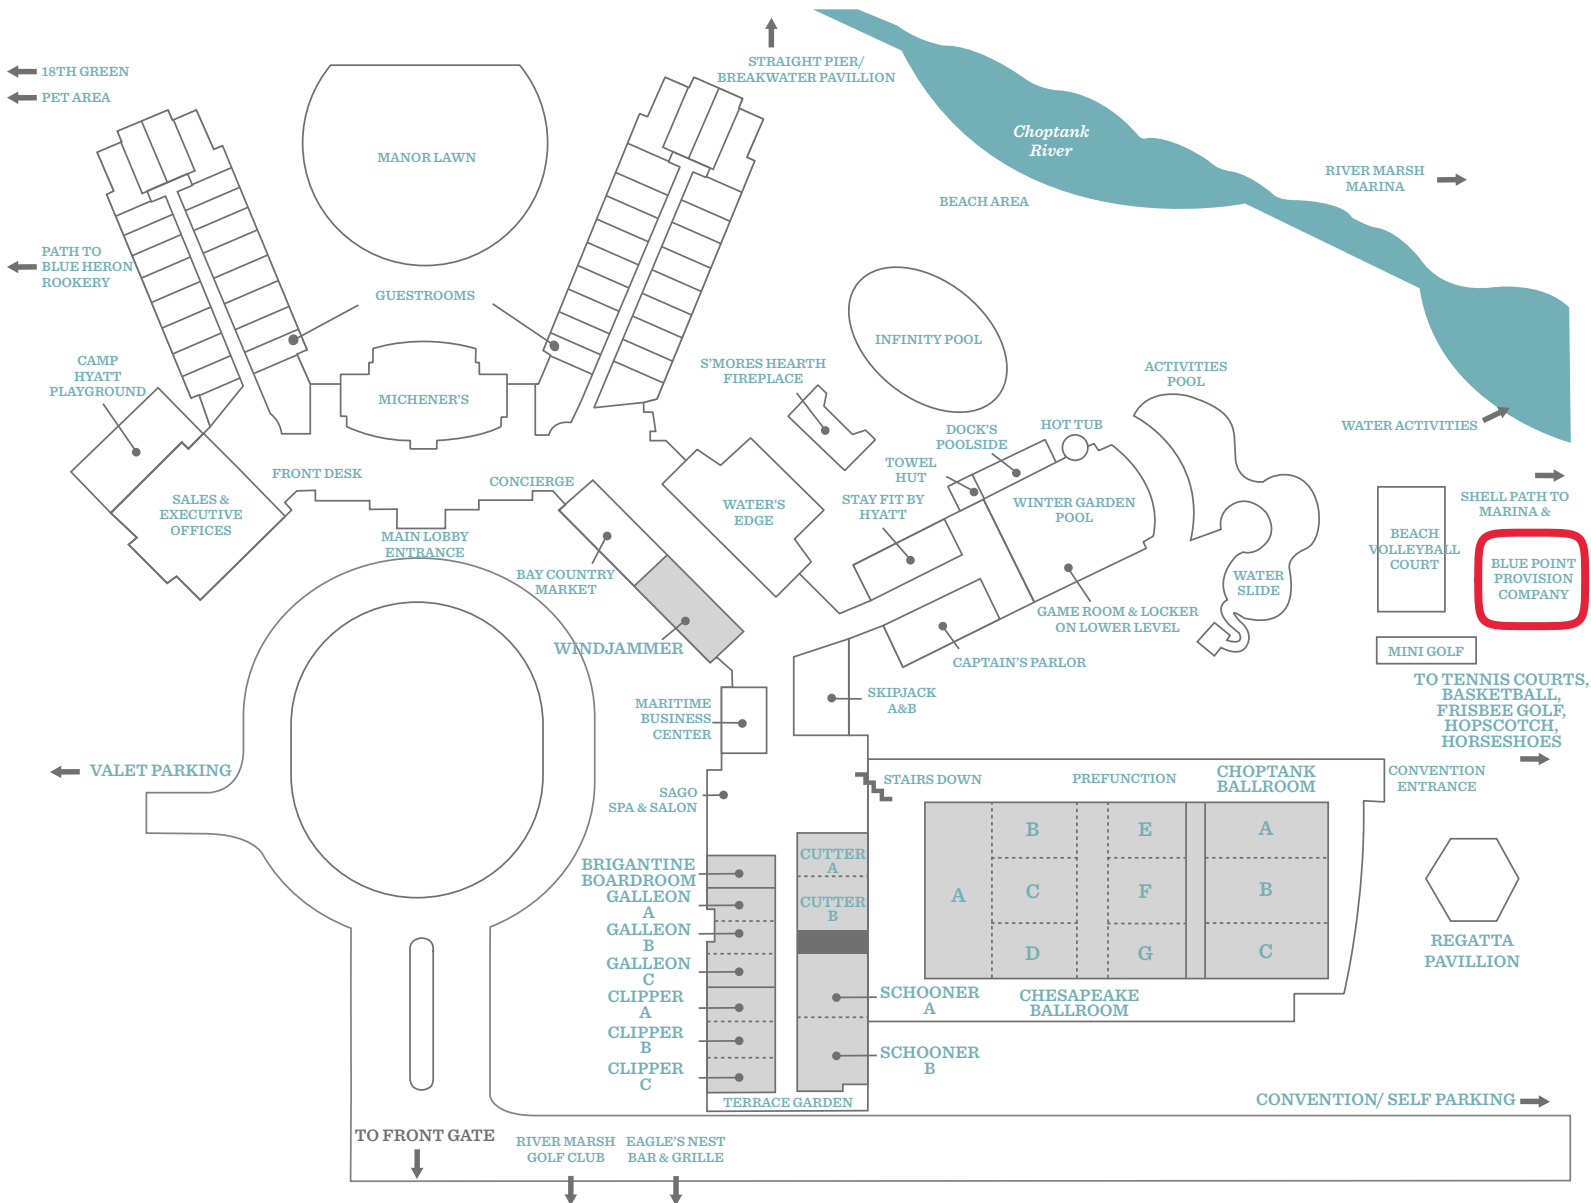 18TH GREEN
PET AREA
STRAIGHT PIER/
BREAKWATER PAVILLION
MANOR LAWN
Choptank
River
RIVER MARSH
MARINA
BEACH AREA
PATH TO
BLUE HERON
ROOKERY
GUESTROOMS
INFINITY POOL
CAMP
HYATT
PLAYGROUND
S'MORES HEARTH
FIREPLACE
ACTIVITIES
POOL
MICHENER'S
WATER ACTIVITIES
HOT TUB
DOCK'S
POOLSIDE
TOWEL
HUT
FRONT DESK
CONCIERGE
SALES &
EXECUTIVE
OFFICES
WATER'S
EDGE
STAY FIT BY
HYATT
WINTER GARDEN
POOL
SHELL PATH TO
MARINA &
BEACH
VOLLEYBALL
COURT
BLUE POINT
PROVISION
COMPANY
MAIN LOBBY
ENTRANCE
BAY COUNTRY
MARKET
WATER
SLIDE
GAME ROOM & LOCKER
ON LOWER LEVEL
WINDJAMMER
CAPTAIN'S PARLOR
MINI GOLF
TO TENNIS COURTS,
BASKETBALL,
FRISBEE GOLF,
HOPSCOTCH,
HORSESHOES
SKIPJACK
A&B
MARITIME
BUSINESS
CENTER
VALET PARKING
SAGO
SPA & SALON
STAIRS DOWN
PREFUNCTION
CHOPTANK
BALLROOM
CONVENTION
ENTRANCE
CUTTER
A
CUTTER
B
B
E
A
A
C
F
B
D
G
C
BRIGANTINE
BOARDROOM
GALLEON
A
GALLEON
B
GALLEON
C
CLIPPER
A
CLIPPER
B
CLIPPER
C
SCHOONER
A
SCHOONER
B
CHESAPEAKE
BALLROOM
REGATTA
PAVILLION
TERRACE GARDEN
CONVENTION/ SELF PARKING
TO FRONT GATE
RIVER MARSH
GOLF CLUB
EAGLE'S NEST
BAR & GRILLE